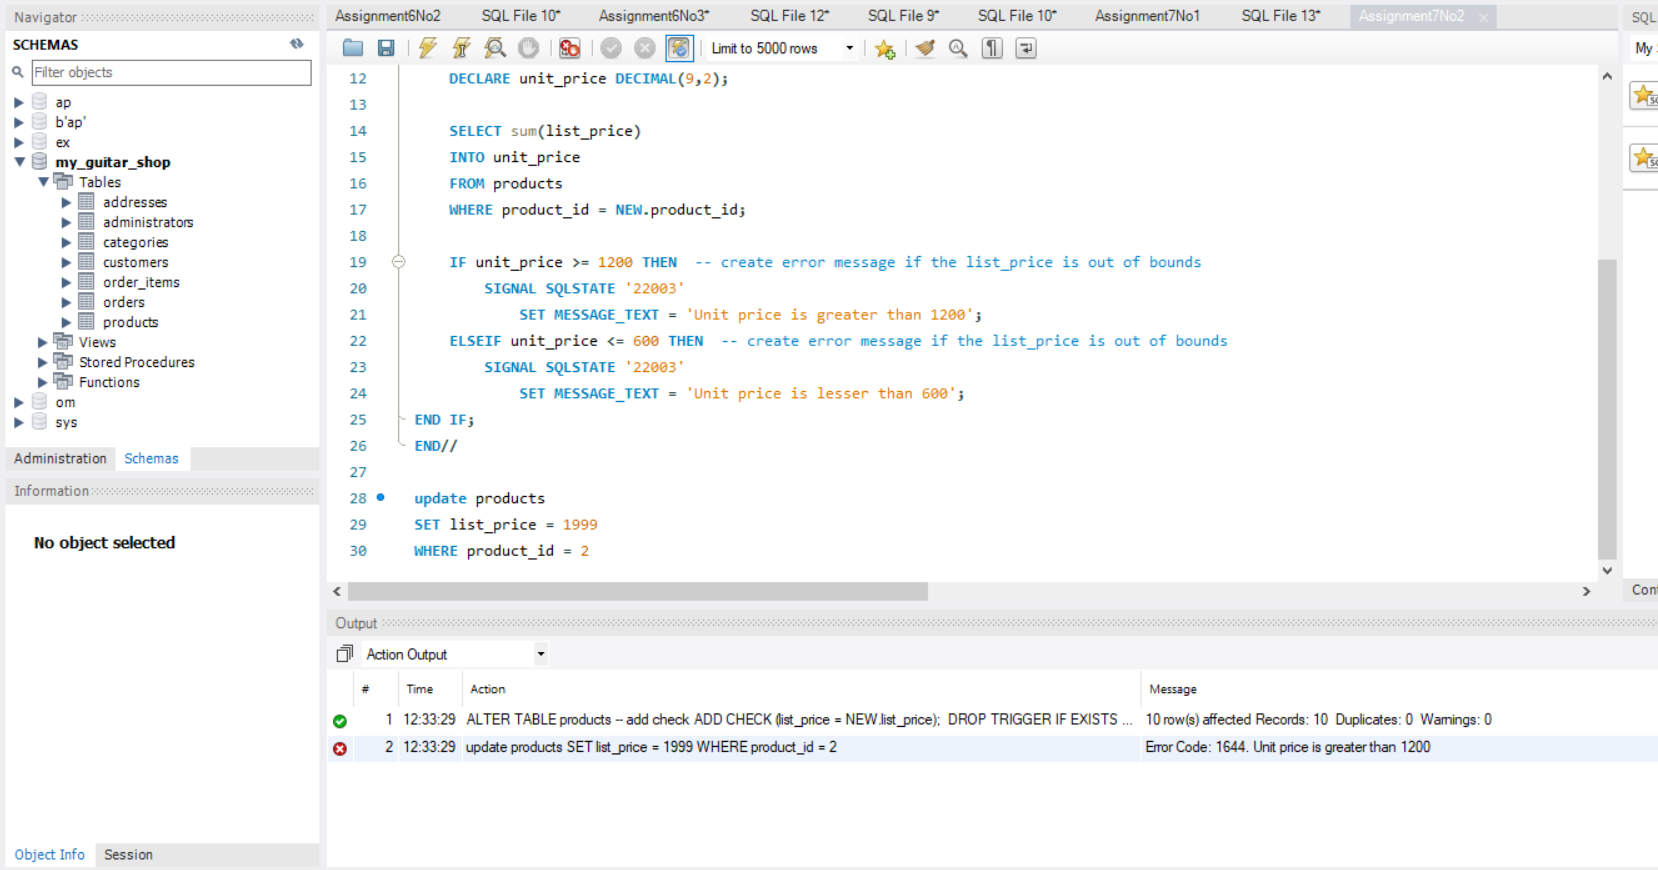 Navigator
SCHEMAS
Filter objects
ap
b'ap'
ex
my_guitar_shop
Tables
addresses
administrators
categories
customers
order_items
orders
products
Views
Stored Procedures
Functions
om
sys
Administration Schemas
Information
No object selected
Object Info Session
Assignment6No2 SQL File 10* Assignment6No3* SQL File 12* SQL File 9* SQL File 10* Assignment7No1 SQL File 13* Assignment7No2
Limit to 5000 rows
12 DECLARE unit_price DECIMAL(9,2);
13
14 SELECT sum(list_price)
15 INTO unit_price
16 FROM products
17 WHERE product_id = NEW.product_id;
18
19 IF unit_price >= 1200 THEN -- create error message if the list_price is out of bounds
20 SIGNAL SQLSTATE '22003'
21 SET MESSAGE_TEXT = 'Unit price is greater than 1200';
22 ELSEIF unit_price <= 600 THEN -- create error message if the list_price is out of bounds
23 SIGNAL SQLSTATE '22003'
24 SET MESSAGE_TEXT = 'Unit price is lesser than 600';
25 END IF;
26 END//
27
28 update products
29 SET list_price = 1999
30 WHERE product_id = 2
Output
Action Output
# Time Action Message
1 12:33:29 ALTER TABLE products -- add check ADD CHECK (list_price = NEW.list_price); DROP TRIGGER IF EXISTS ... 10 row(s) affected Records: 10 Duplicates: 0 Warnings: 0
2 12:33:29 update products SET list_price = 1999 WHERE product_id = 2 Error Code: 1644. Unit price is greater than 1200
SQL
My
Cont